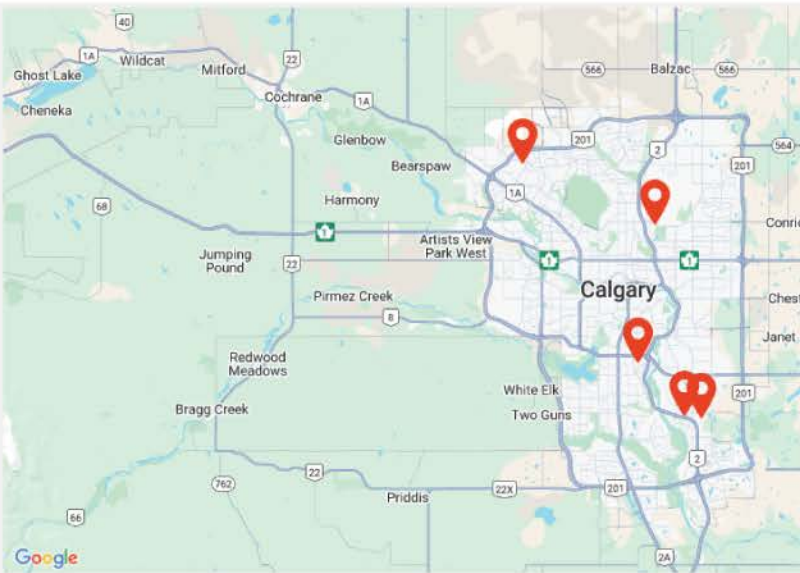 40
22
1A
Wildcat
Mitford
Ghost Lake
Cochrane
1A
Cheneka
566
Balzac
566
Glenbow
201
2
564
Bearspaw
201
1A
Harmony
68
Artists View
Park West
1
1
1
Jumping
Pound
22
Calgary
Pirmez Creek
8
Janet
Redwood
Meadows
White Elk
Two Guns
201
Bragg Creek
2
22
762
Priddis
22X
201
66
2A
Google